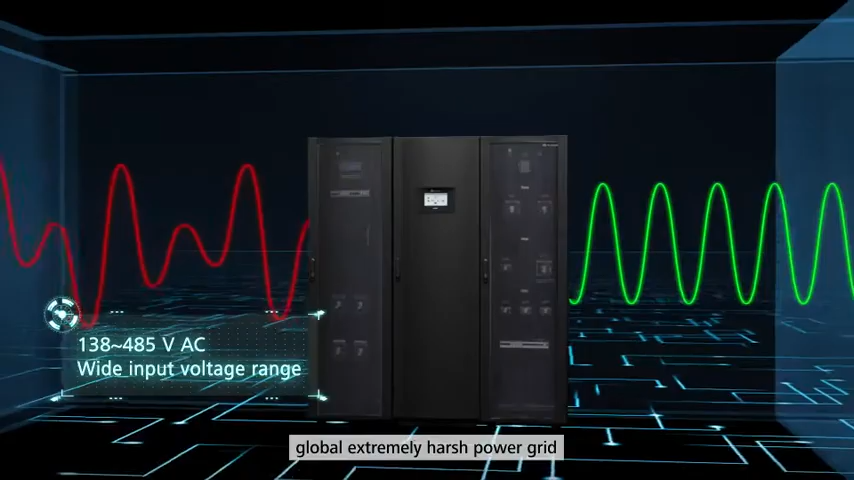 138~485 V AC
Wide input voltage range
global extremely harsh power grid